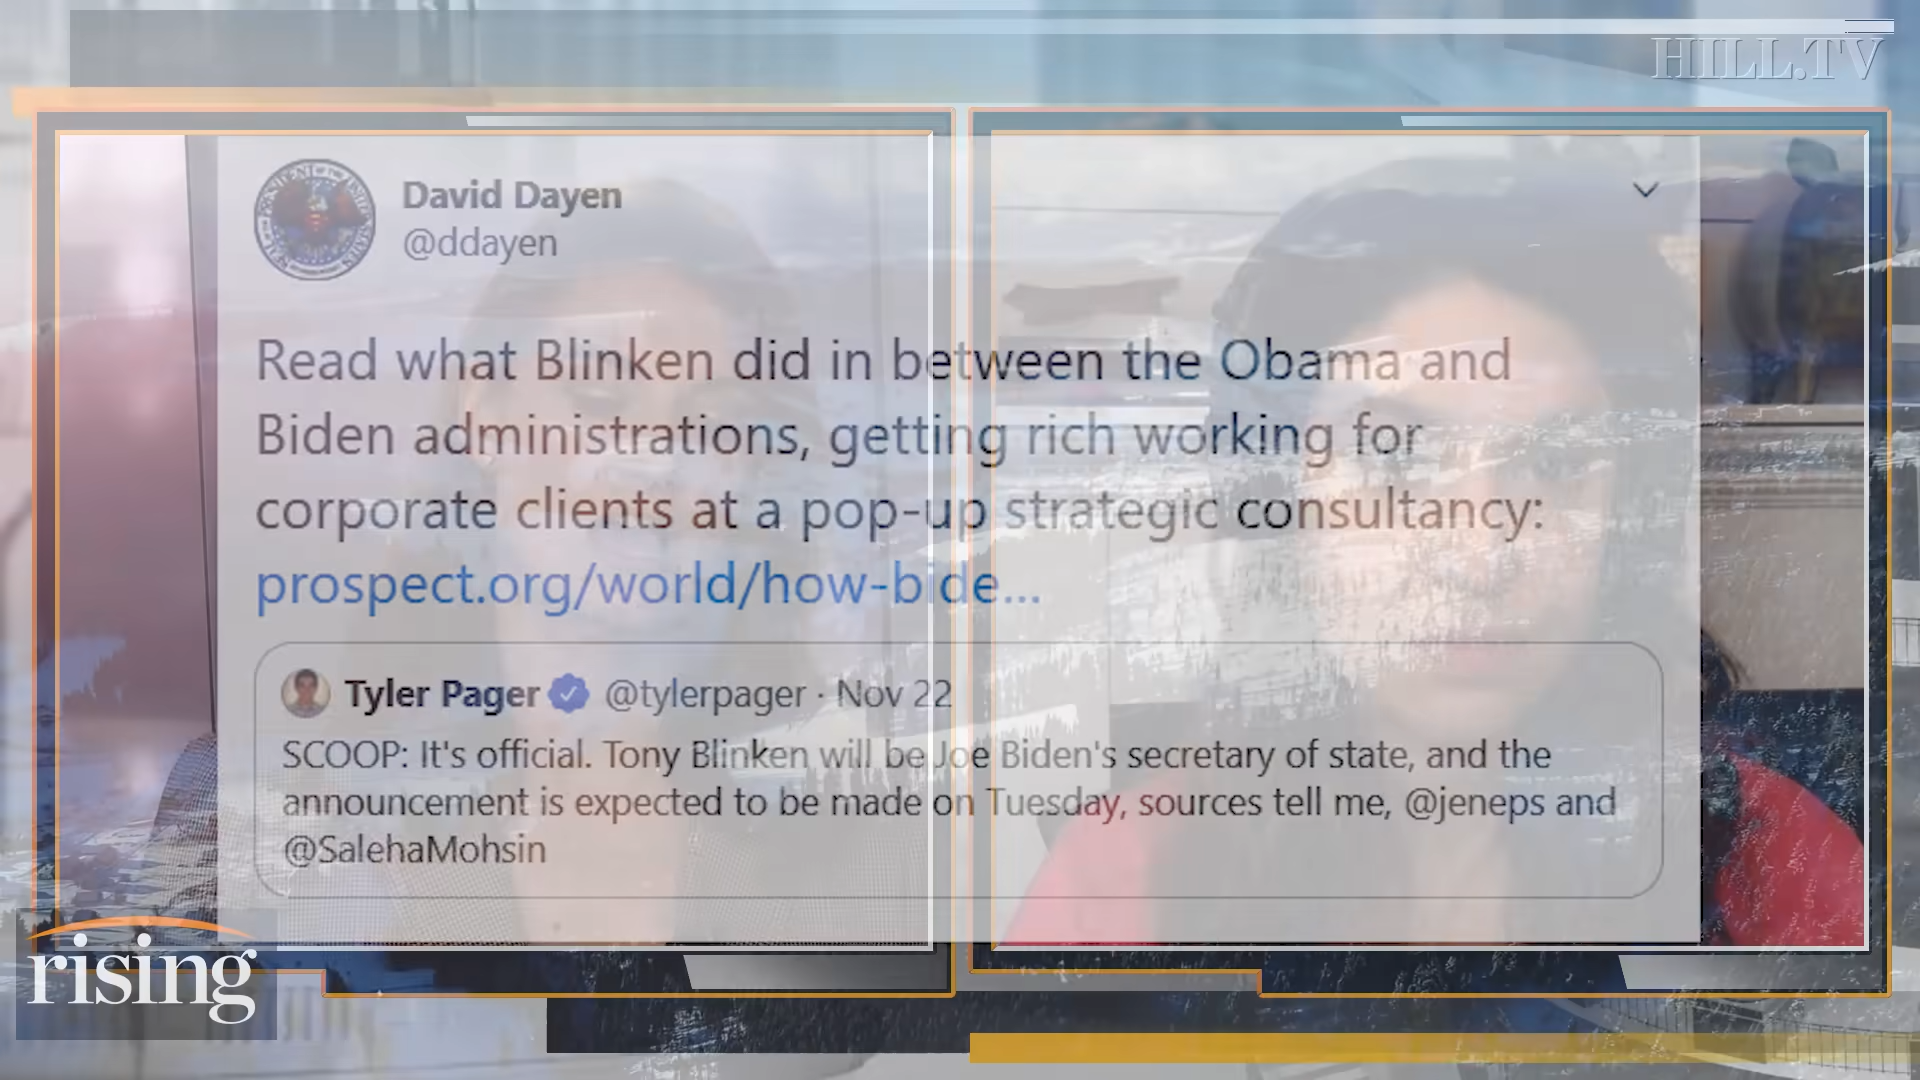 HILL.TV
David Dayen
@ddayen
Read what Blinken did in between the Obama and
Biden administrations, getting rich working for
corporate clients at a pop-up strategic consultancy:
prospect.org/world/how-bide...
Tyler Pager @tylerpager · Nov 22
SCOOP: It's official. Tony Blinken will be Joe Biden's secretary of state, and the
announcement is expected to be made on Tuesday, sources tell me, @jeneps and
@SalehaMohsin
rising